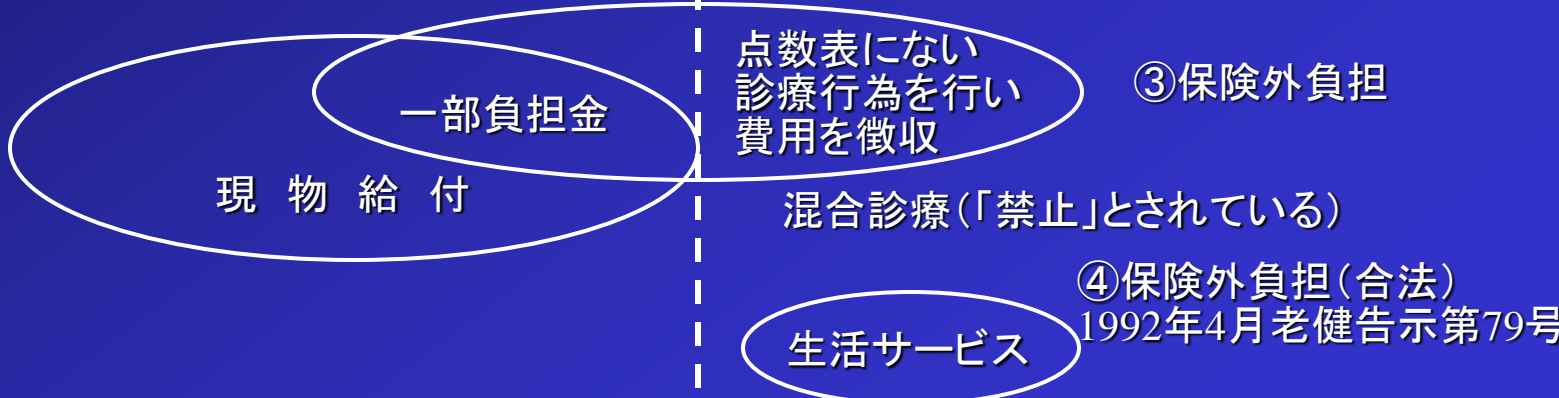 点数表にない
診療行為を行い
費用を徴収
③保険外負担
一部負担金
現 物 給 付
混合診療(「禁止」とされている)
④保険外負担(合法)
1992年4月老健告示第79号
生活サービス